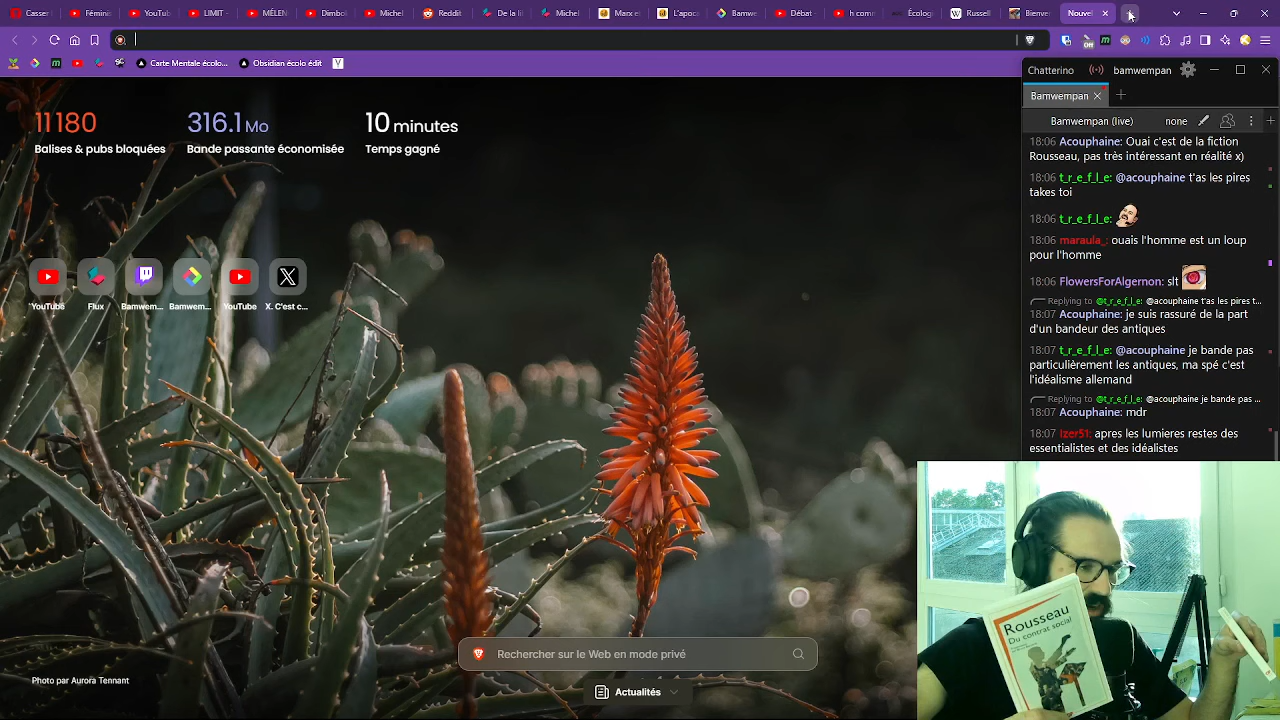 Casser
Fémini
YouTub
LIMIT -
MÉLEN
Dimbo
Michel
Reddit
De la li
Michel
Marx e
L'apoc
Bamwe
Débat
h comi
Écolog
Russell
Bienve
Nouvel
Carte Mentale écolo...
Obsidian écolo édit
11 180
316.1 Mo
10 minutes
Balises & pubs bloquées
Bande passante économisée
Temps gagné
YouTube
Flux
Bamwem...
Bamwem...
YouTube
X. C'est c...
Photo par Aurora Tennant
Rechercher sur le Web en mode privé
Actualités
Off
Chatterino
bamwempan
Bamwempan
Bamwempan (live)
none
18:06 Acouphaine: Ouai c'est de la fiction
Rousseau, pas très intéressant en réalité x)
18:06 t_r_e_f_l_e: @acouphaine t'as les pires
takes toi
18:06 t_r_e_f_l_e:
18:06 maraula_: ouais l'homme est un loup
pour l'homme
18:06 FlowersForAlgernon: slt
Replying to @t_r_e_f_l_e: @acouphaine t'as les pires t...
18:07 Acouphaine: je suis rassuré de la part
d'un bandeur des antiques
18:07 t_r_e_f_l_e: @acouphaine je bande pas
particulièrement les antiques, ma spé c'est
l'idéalisme allemand
Replying to @t_r_e_f_l_e: @acouphaine je bande pas ...
18:07 Acouphaine: mdr
18:07 Izer51: apres les lumieres restes des
essentialistes et des idéalistes
Rousseau
Du contrat social